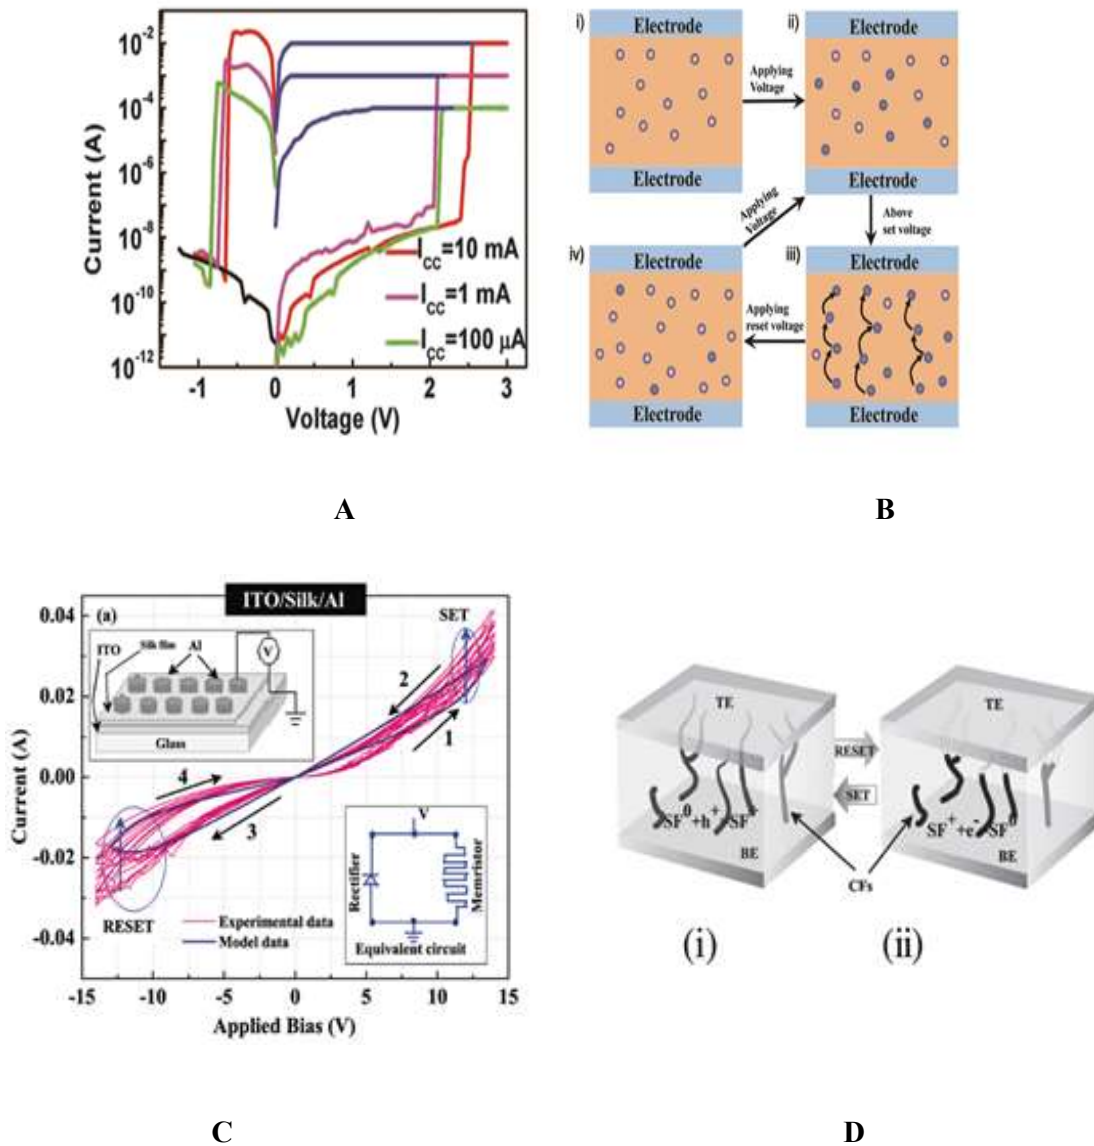 10⁻²
10⁻⁴
10⁻⁶
10⁻⁸
10⁻¹⁰
10⁻¹²
Current (A)
I_CC=10 mA
I_CC=1 mA
I_CC=100 µA
-1 0 1 2 3
Voltage (V)
A
i)
Electrode
Electrode
Applying
Voltage
ii)
Electrode
Electrode
Applying
Voltage
Above
set voltage
iv)
Electrode
Electrode
Applying
reset voltage
iii)
Electrode
Electrode
B
ITO/Silk/Al
(a)
SET
ITO
Silk film
Al
V
Glass
0.04
0.02
0.00
-0.02
-0.04
Current (A)
2
1
4
3
RESET
Experimental data
Model data
V
Rectifier
Memristor
Equivalent circuit
-15 -10 -5 0 5 10 15
Applied Bias (V)
C
TE
SF⁰+h⁺
BE
RESET
SET
TE
SF⁺+e⁻
SF⁰
BE
CFs
(i)
(ii)
D